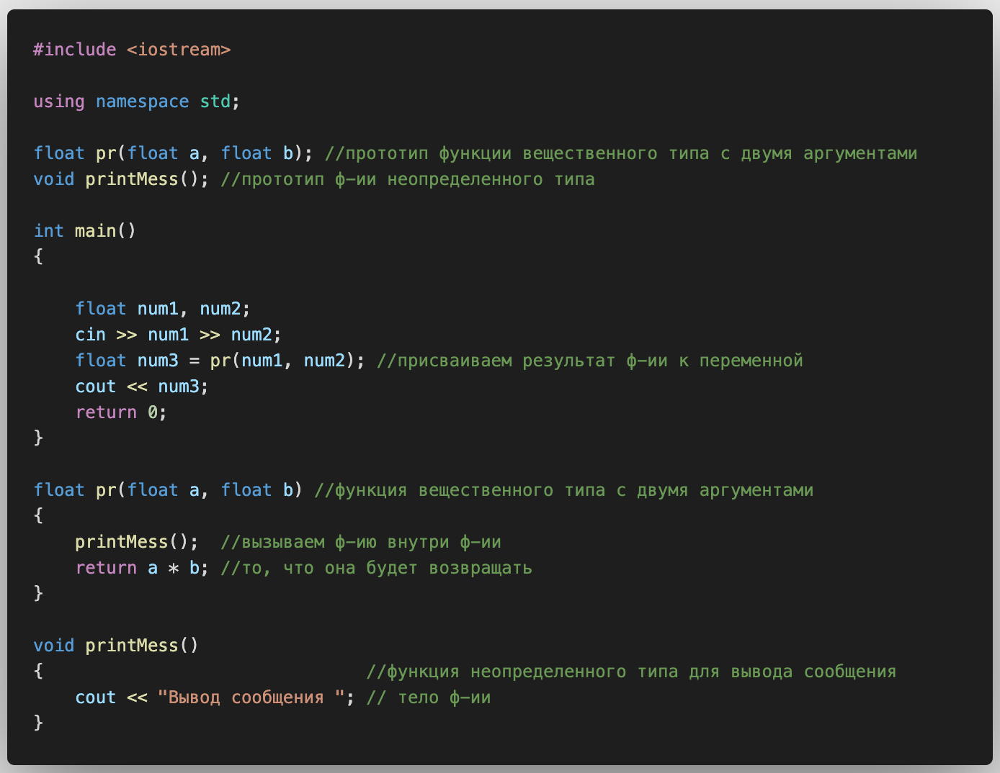 #include <iostream>
using namespace std;
float pr(float a, float b); //прототип функции вещественного типа с двумя аргументами
void printMess(); //прототип ф-ии неопределенного типа
int main()
{
float num1, num2;
cin >> num1 >> num2;
float num3 = pr(num1, num2); //присваиваем результат ф-ии к переменной
cout << num3;
return 0;
}
float pr(float a, float b) //функция вещественного типа с двумя аргументами
{
printMess();  //вызываем ф-ию внутри ф-ии
return a * b; //то, что она будет возвращать
}
void printMess()
{                               //функция неопределенного типа для вывода сообщения
cout << "Вывод сообщения "; // тело ф-ии
}